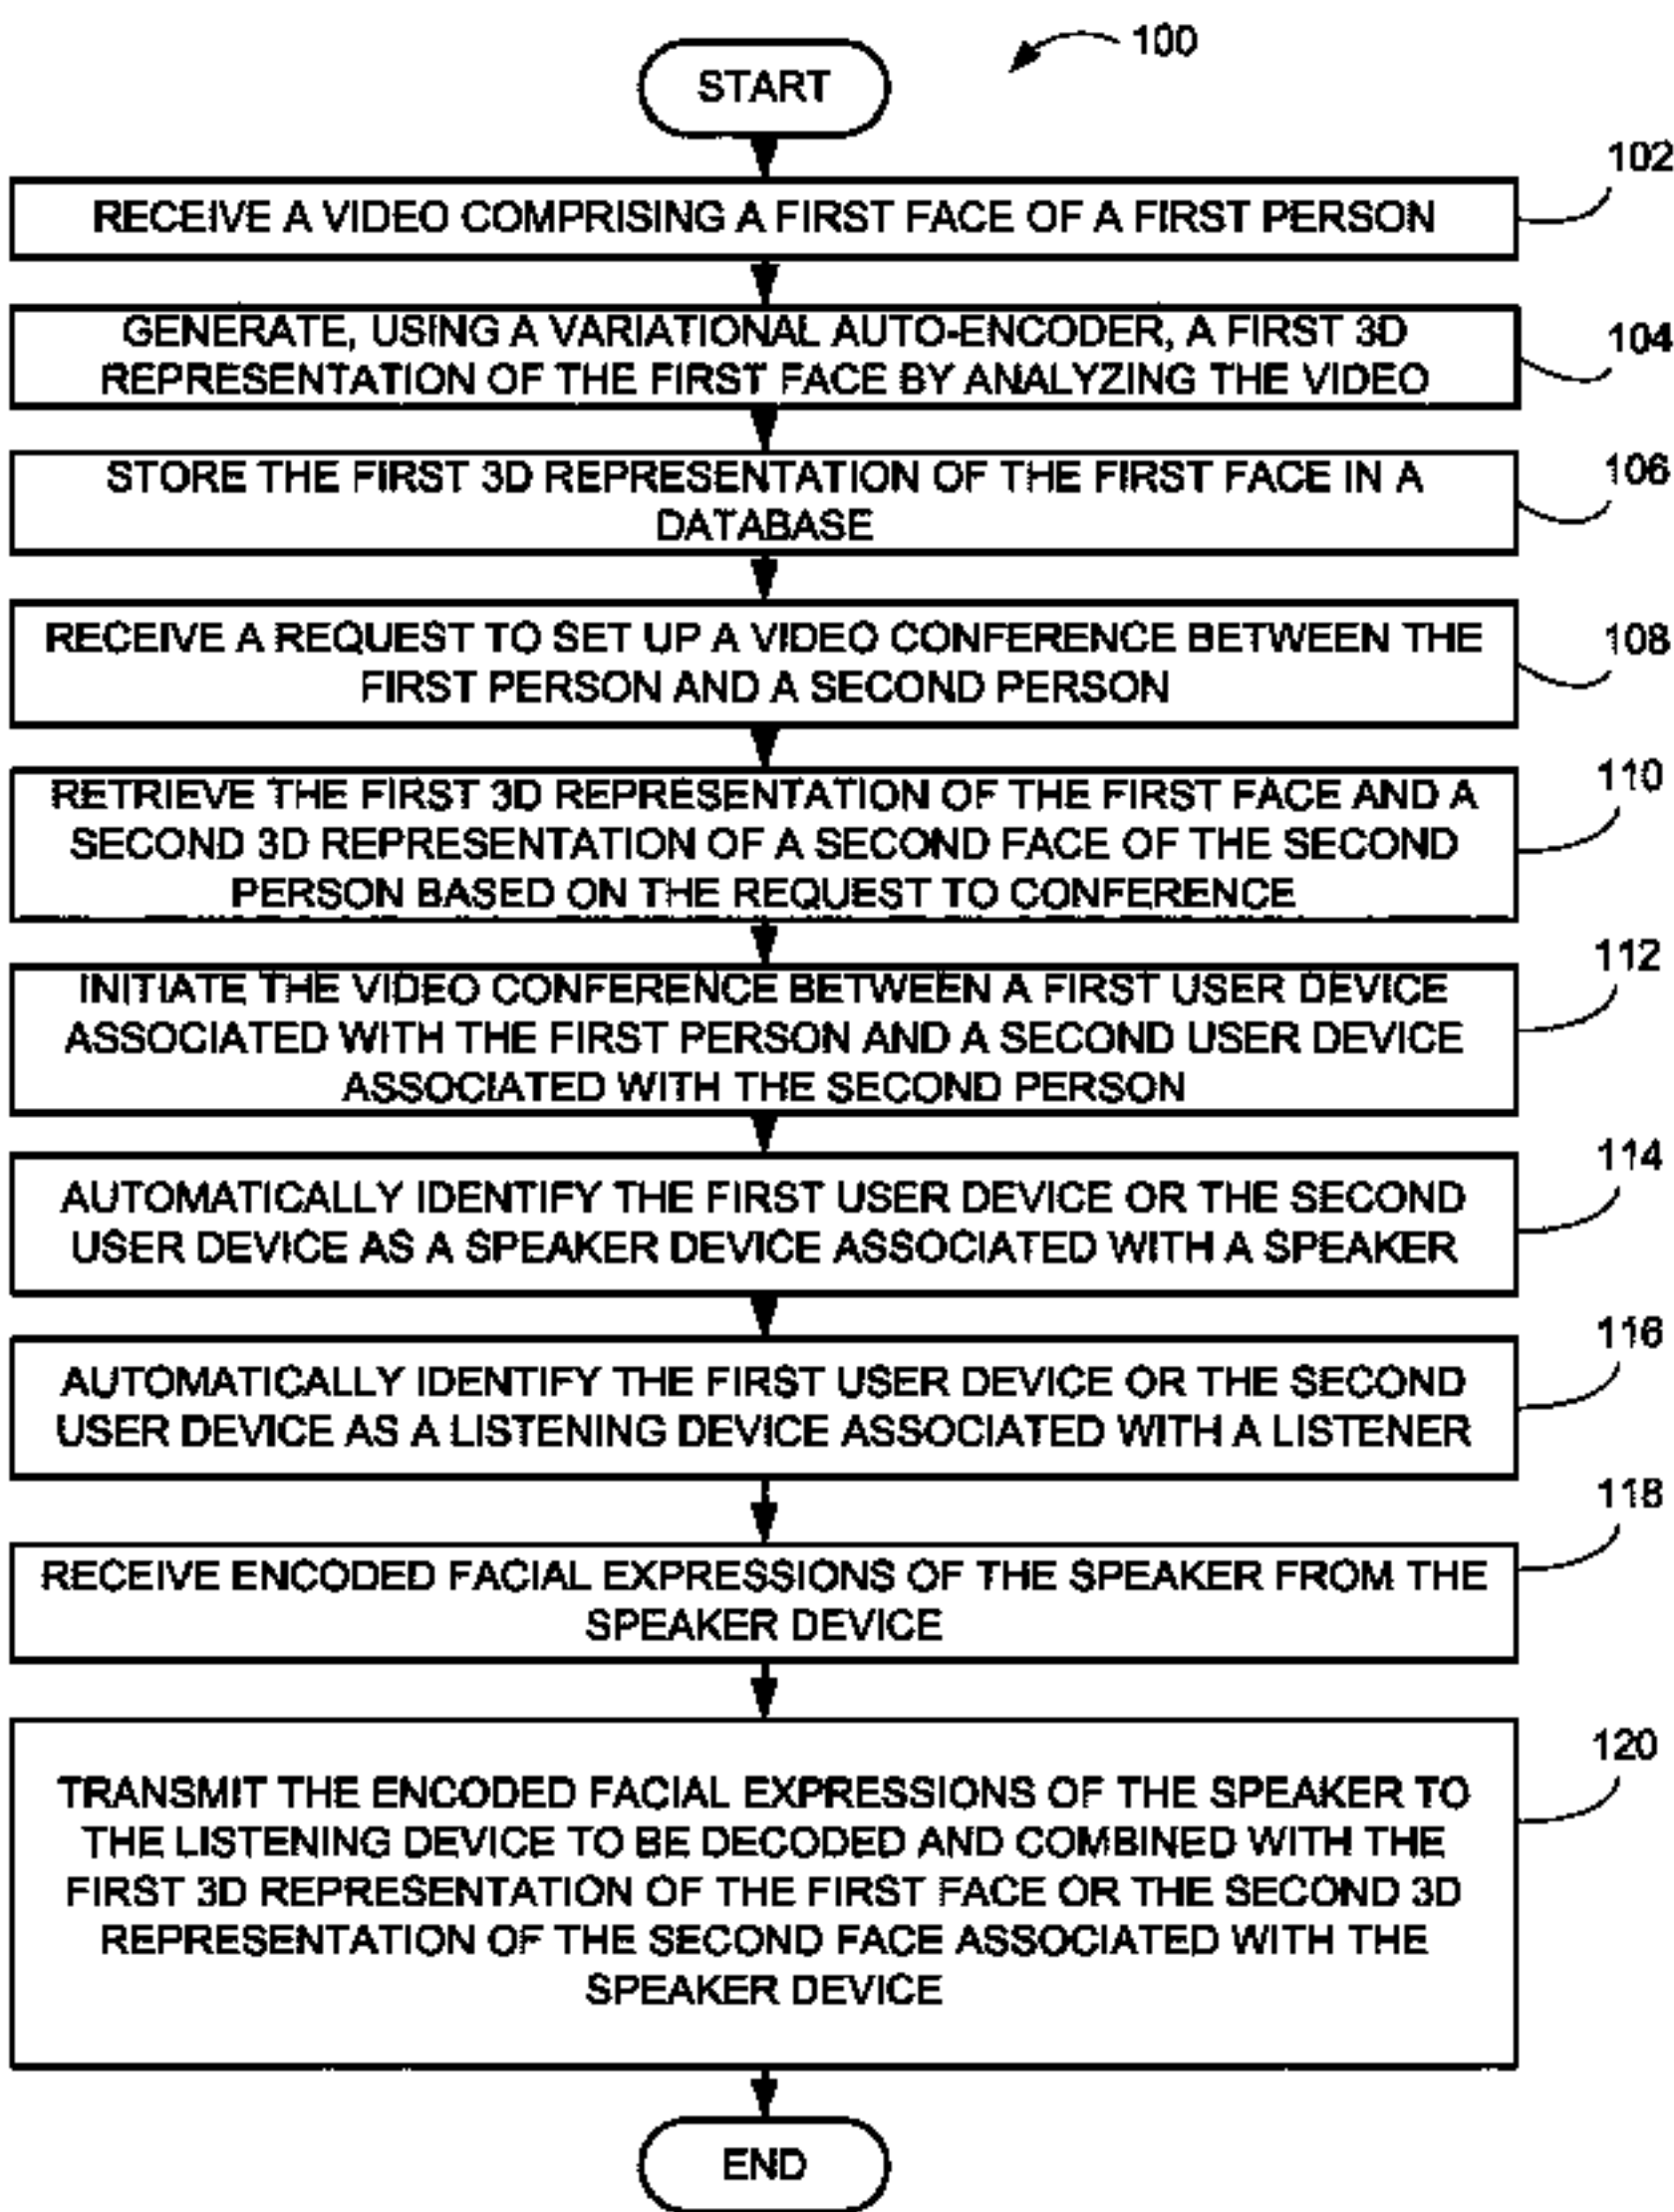 100
START
102
RECEIVE A VIDEO COMPRISING A FIRST FACE OF A FIRST PERSON
104
GENERATE, USING A VARIATIONAL AUTO-ENCODER, A FIRST 3D
REPRESENTATION OF THE FIRST FACE BY ANALYZING THE VIDEO
106
STORE THE FIRST 3D REPRESENTATION OF THE FIRST FACE IN A
DATABASE
108
RECEIVE A REQUEST TO SET UP A VIDEO CONFERENCE BETWEEN THE
FIRST PERSON AND A SECOND PERSON
110
RETRIEVE THE FIRST 3D REPRESENTATION OF THE FIRST FACE AND A
SECOND 3D REPRESENTATION OF A SECOND FACE OF THE SECOND
PERSON BASED ON THE REQUEST TO CONFERENCE
112
INITIATE THE VIDEO CONFERENCE BETWEEN A FIRST USER DEVICE
ASSOCIATED WITH THE FIRST PERSON AND A SECOND USER DEVICE
ASSOCIATED WITH THE SECOND PERSON
114
AUTOMATICALLY IDENTIFY THE FIRST USER DEVICE OR THE SECOND
USER DEVICE AS A SPEAKER DEVICE ASSOCIATED WITH A SPEAKER
116
AUTOMATICALLY IDENTIFY THE FIRST USER DEVICE OR THE SECOND
USER DEVICE AS A LISTENING DEVICE ASSOCIATED WITH A LISTENER
118
RECEIVE ENCODED FACIAL EXPRESSIONS OF THE SPEAKER FROM THE
SPEAKER DEVICE
120
TRANSMIT THE ENCODED FACIAL EXPRESSIONS OF THE SPEAKER TO
THE LISTENING DEVICE TO BE DECODED AND COMBINED WITH THE
FIRST 3D REPRESENTATION OF THE FIRST FACE OR THE SECOND 3D
REPRESENTATION OF THE SECOND FACE ASSOCIATED WITH THE
SPEAKER DEVICE
END